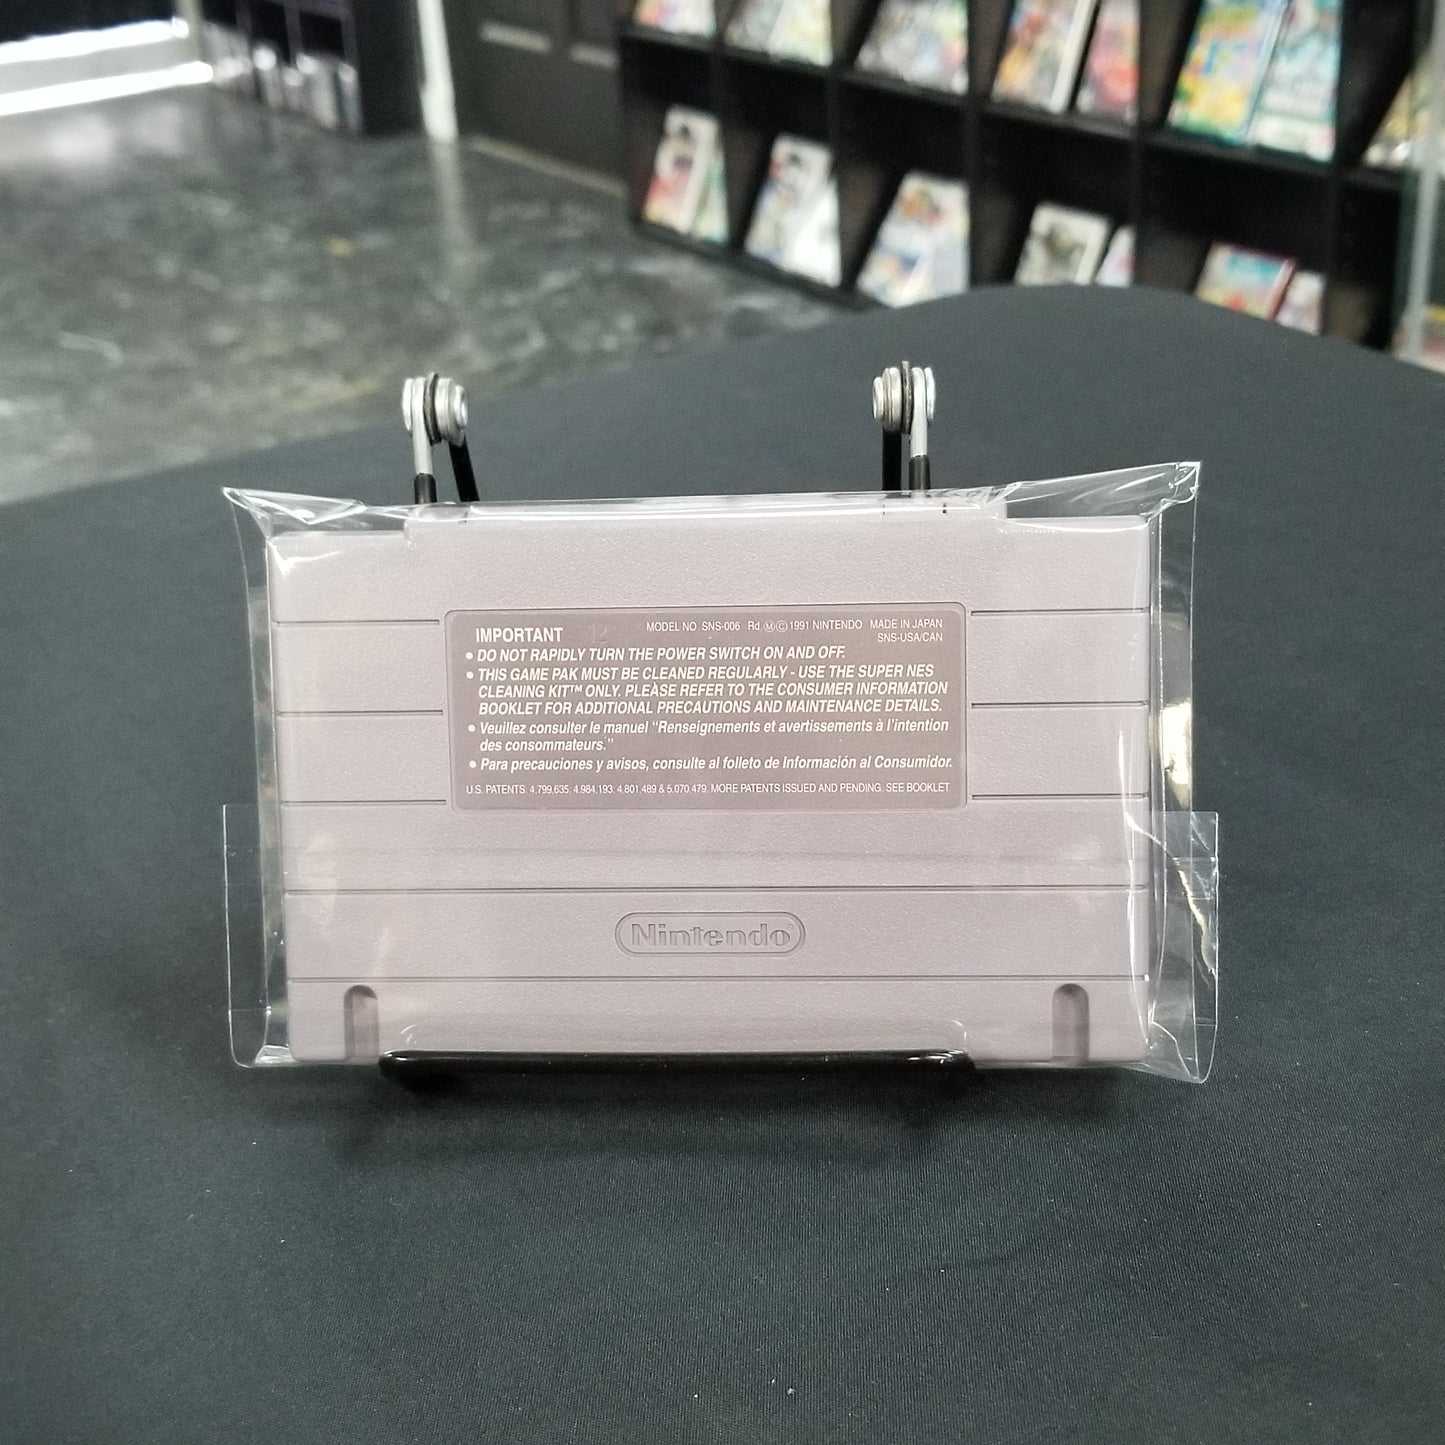 IMPORTANT
MODEL NO SNS-006 Rd Ⓜ Ⓒ 1991 NINTENDO MADE IN JAPAN
SNS-USA/CAN
• DO NOT RAPIDLY TURN THE POWER SWITCH ON AND OFF.
• THIS GAME PAK MUST BE CLEANED REGULARLY - USE THE SUPER NES
CLEANING KIT™ ONLY. PLEASE REFER TO THE CONSUMER INFORMATION
BOOKLET FOR ADDITIONAL PRECAUTIONS AND MAINTENANCE DETAILS.
• Veuillez consulter le manuel "Renseignements et avertissements à l'intention
des consommateurs."
• Para precauciones y avisos, consulte al folleto de Información al Consumidor.
U.S. PATENTS: 4,799,635; 4,984,193; 4,801,489 & 5,070,479. MORE PATENTS ISSUED AND PENDING. SEE BOOKLET
Nintendo